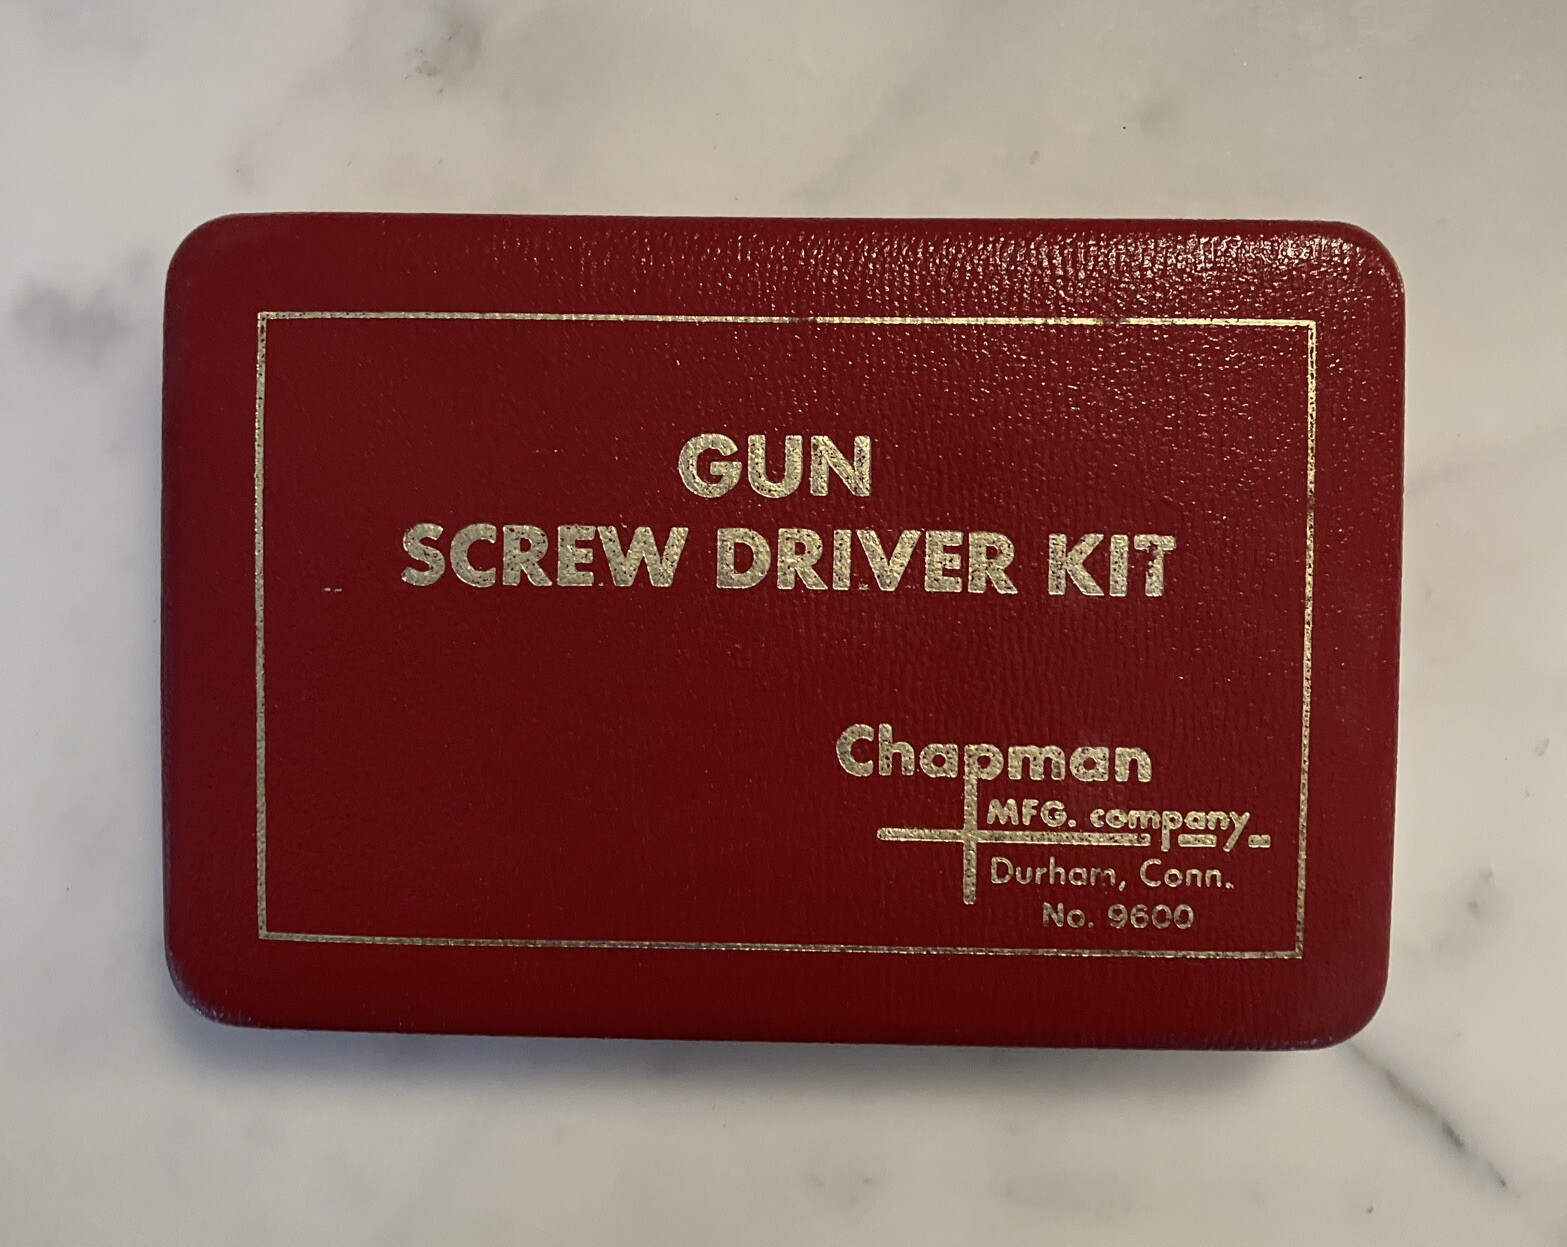 GUN
SCREW DRIVER KIT
Chapman
MFG. company
Durham, Conn.
No. 9600